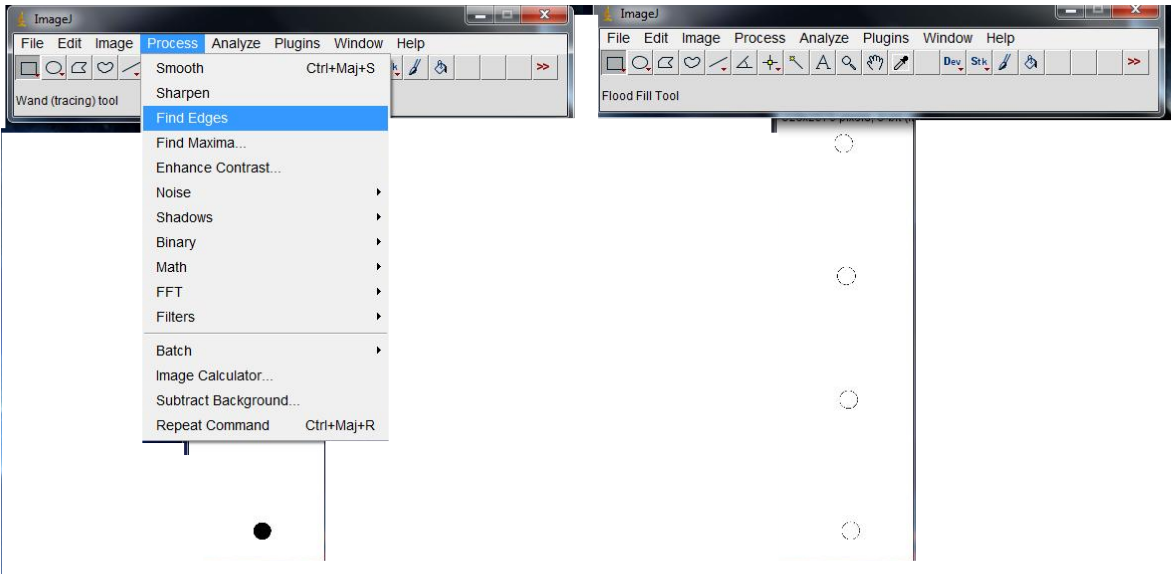 ImageJ
File Edit Image Process Analyze Plugins Window Help
Wand (tracing) tool
Smooth Ctrl+Maj+S
Sharpen
Find Edges
Find Maxima...
Enhance Contrast...
Noise
Shadows
Binary
Math
FFT
Filters
Batch
Image Calculator...
Subtract Background...
Repeat Command Ctrl+Maj+R
ImageJ
File Edit Image Process Analyze Plugins Window Help
A Dev Stk >>
Flood Fill Tool